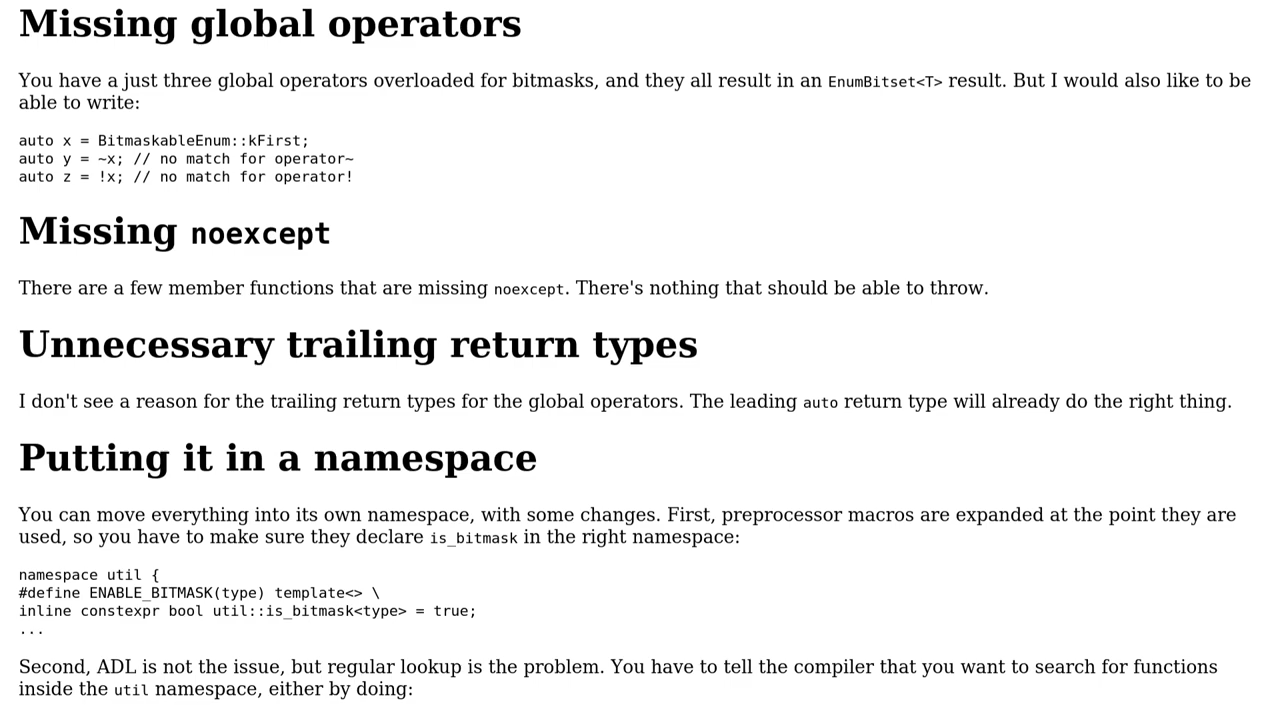 Missing global operators
You have a just three global operators overloaded for bitmasks, and they all result in an EnumBitset<T> result. But I would also like to be
able to write:
auto x = BitmaskableEnum::kFirst;
auto y = ~x; // no match for operator~
auto z = !x; // no match for operator!
Missing noexcept
There are a few member functions that are missing noexcept. There's nothing that should be able to throw.
Unnecessary trailing return types
I don't see a reason for the trailing return types for the global operators. The leading auto return type will already do the right thing.
Putting it in a namespace
You can move everything into its own namespace, with some changes. First, preprocessor macros are expanded at the point they are
used, so you have to make sure they declare is_bitmask in the right namespace:
namespace util {
#define ENABLE_BITMASK(type) template<> \
inline constexpr bool util::is_bitmask<type> = true;
...
Second, ADL is not the issue, but regular lookup is the problem. You have to tell the compiler that you want to search for functions
inside the util namespace, either by doing: